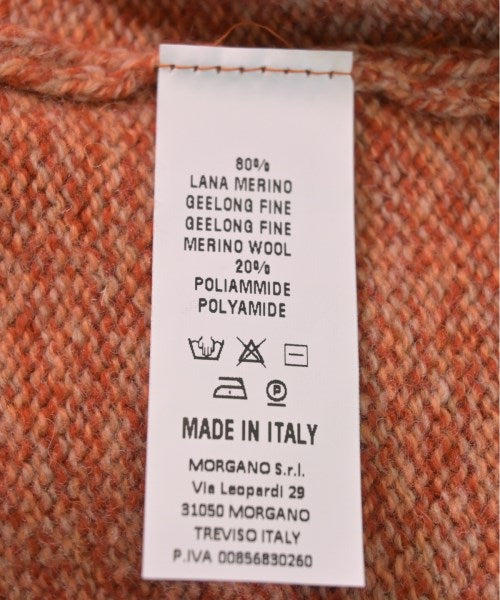 80%
LANA MERINO
GEELONG FINE
GEELONG FINE
MERINO WOOL
20%
POLIAMMIDE
POLYAMIDE
P
MADE IN ITALY
MORGANO S.r.l.
Via Leopardi 29
31050 MORGANO
TREVISO ITALY
P.IVA 00856830260